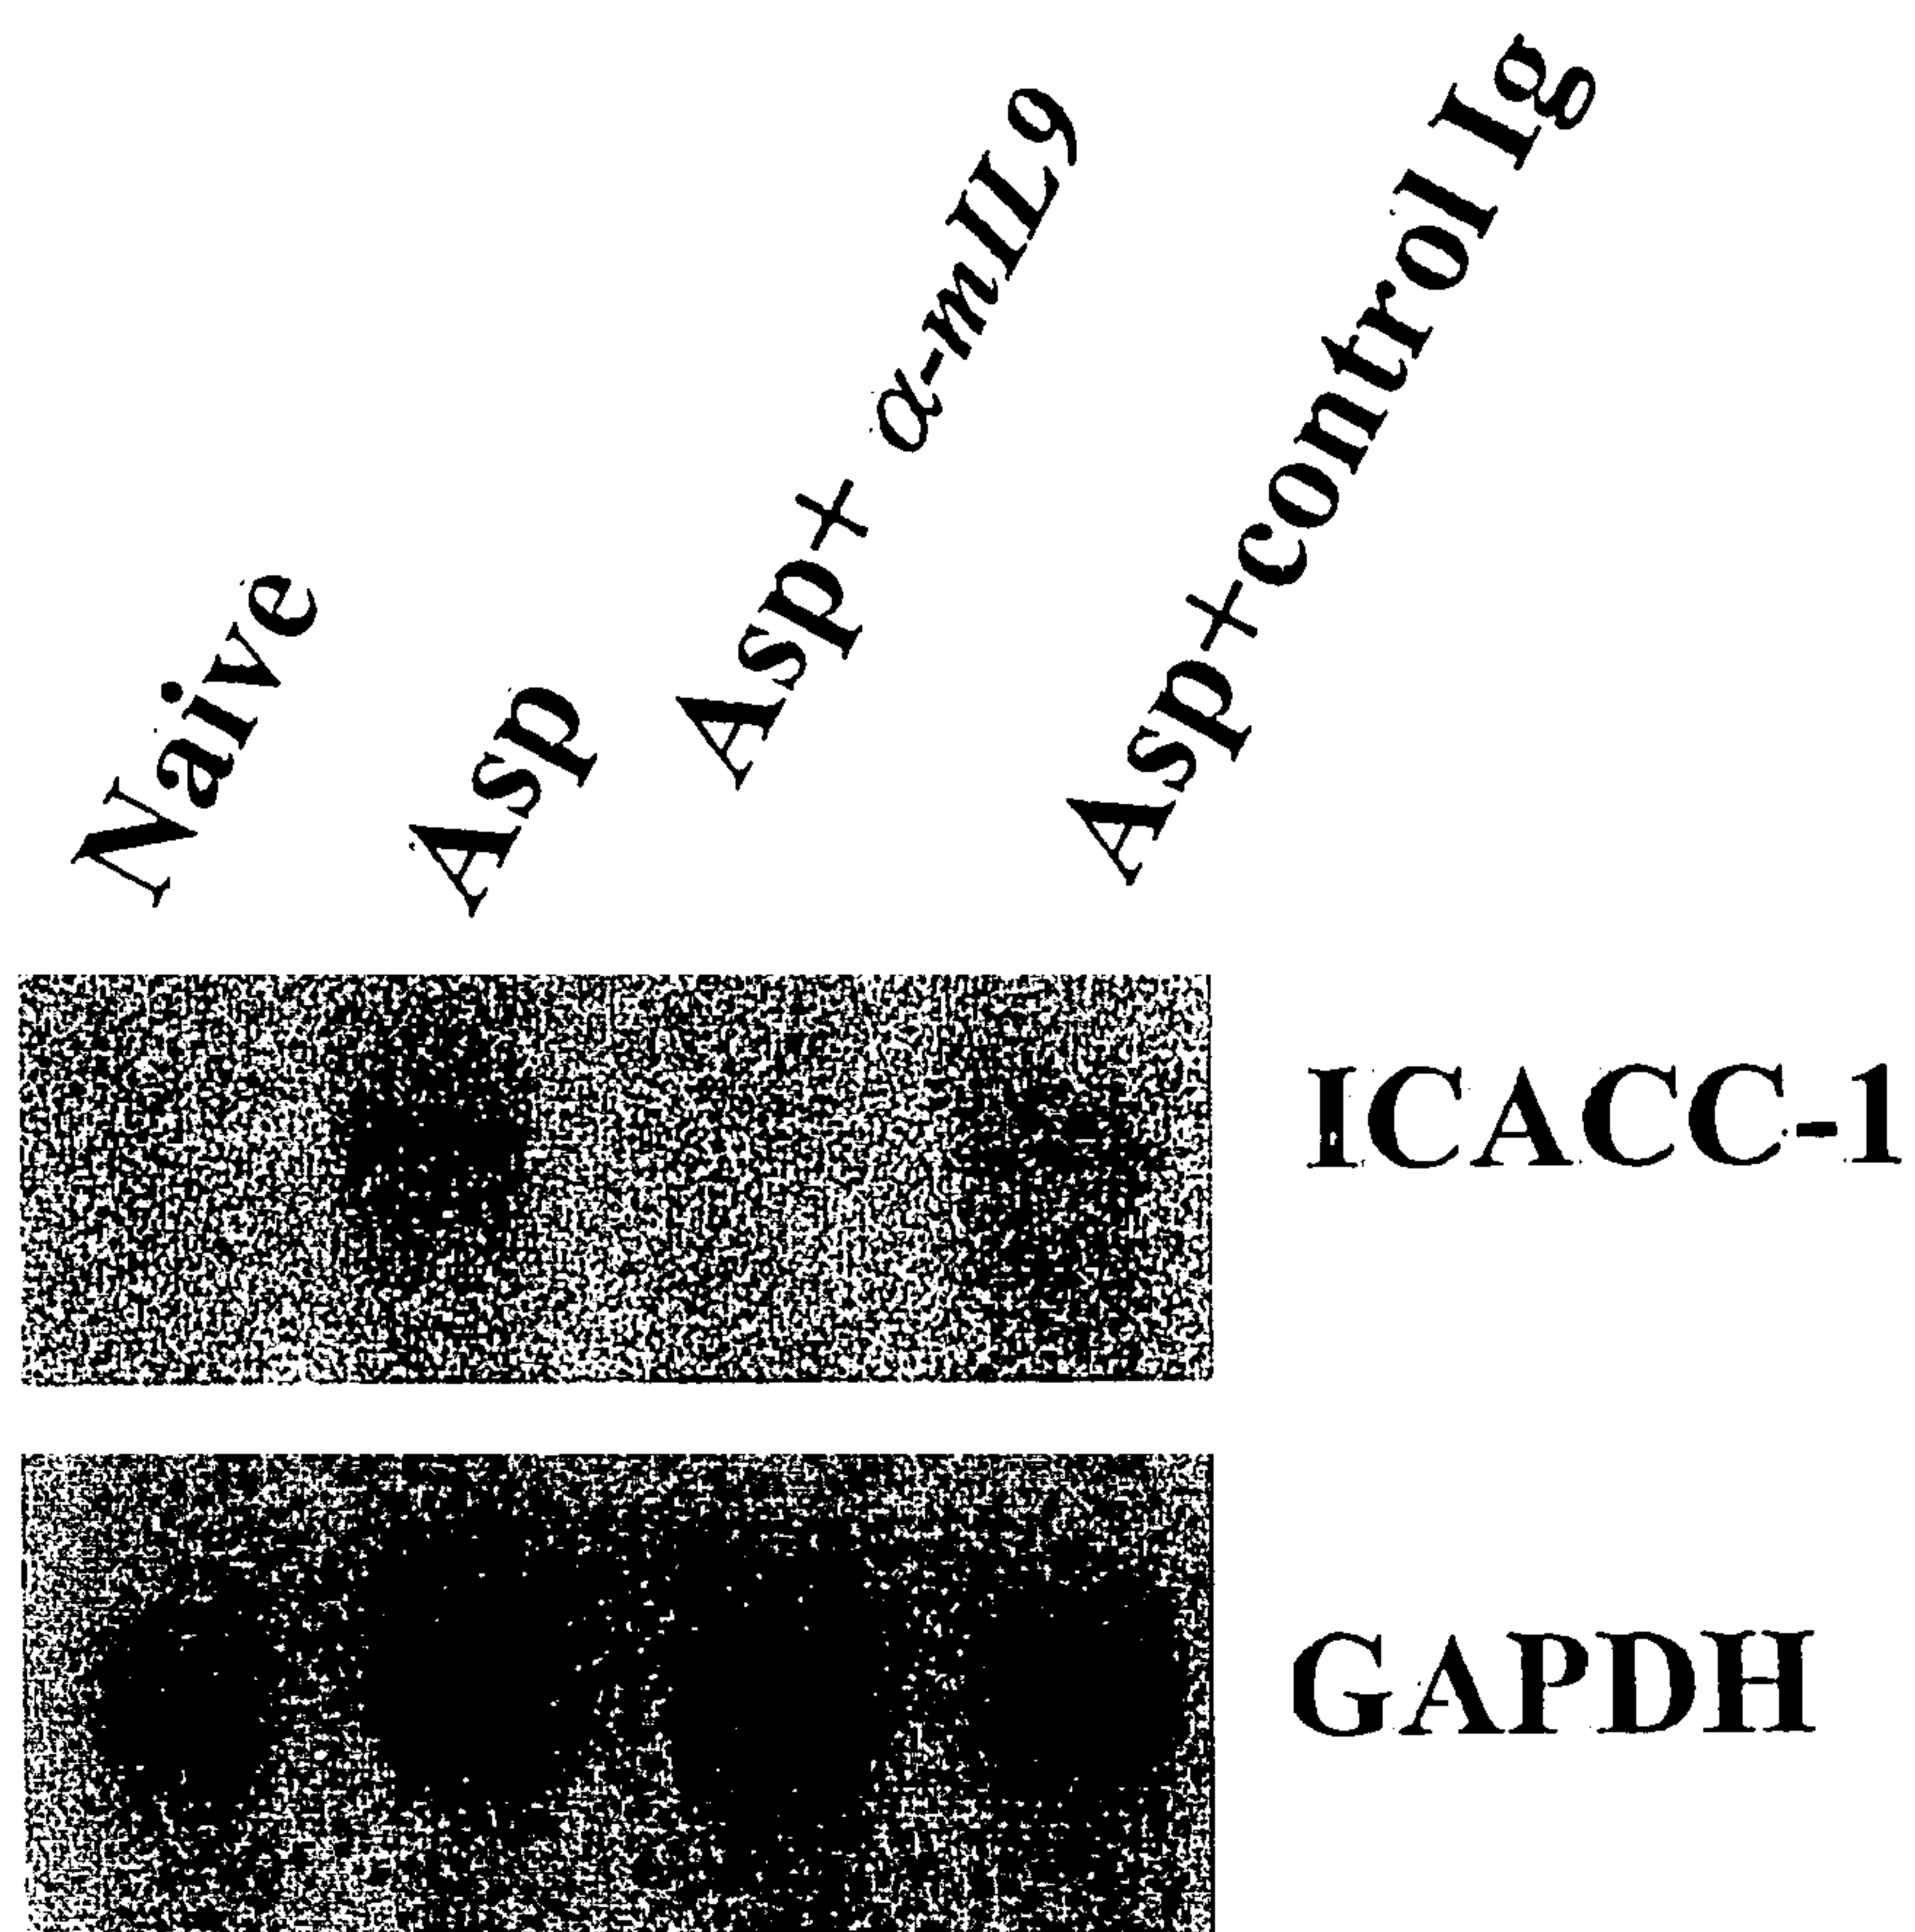 Naive
Asp
Asp+ α-mIL9
Asp+control Ig
ICACC-1
GAPDH